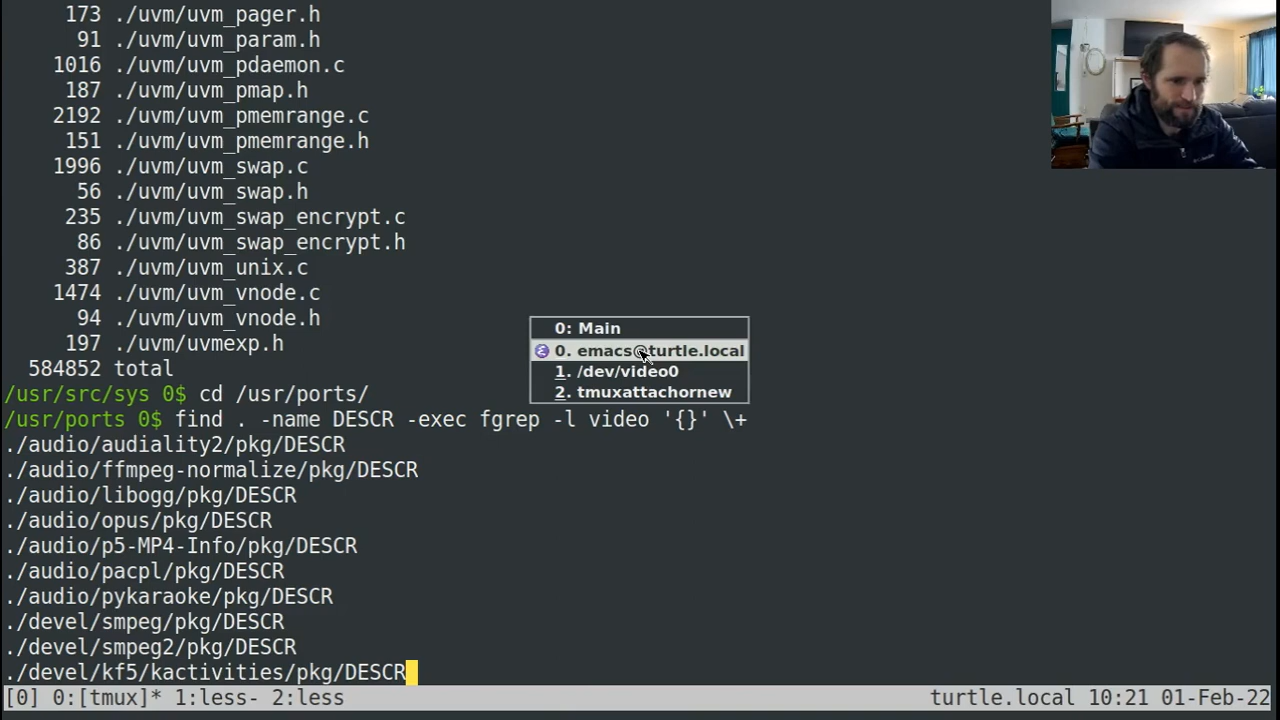 173 ./uvm/uvm_pager.h
91 ./uvm/uvm_param.h
1016 ./uvm/uvm_pdaemon.c
187 ./uvm/uvm_pmap.h
2192 ./uvm/uvm_pmemrange.c
151 ./uvm/uvm_pmemrange.h
1996 ./uvm/uvm_swap.c
56 ./uvm/uvm_swap.h
235 ./uvm/uvm_swap_encrypt.c
86 ./uvm/uvm_swap_encrypt.h
387 ./uvm/uvm_unix.c
1474 ./uvm/uvm_vnode.c
94 ./uvm/uvm_vnode.h
197 ./uvm/uvmexp.h
584852 total
/usr/src/sys 0$ cd /usr/ports/
/usr/ports 0$ find . -name DESCR -exec fgrep -l video '{}' \+
./audio/audiality2/pkg/DESCR
./audio/ffmpeg-normalize/pkg/DESCR
./audio/libogg/pkg/DESCR
./audio/opus/pkg/DESCR
./audio/p5-MP4-Info/pkg/DESCR
./audio/pacpl/pkg/DESCR
./audio/pykaraoke/pkg/DESCR
./devel/smpeg/pkg/DESCR
./devel/smpeg2/pkg/DESCR
./devel/kf5/kactivities/pkg/DESCR
0: Main
0. emacs@turtle.local
1. /dev/video0
2. tmuxattachornew
[0] 0:[tmux]* 1:less- 2:less
turtle.local 10:21 01-Feb-22